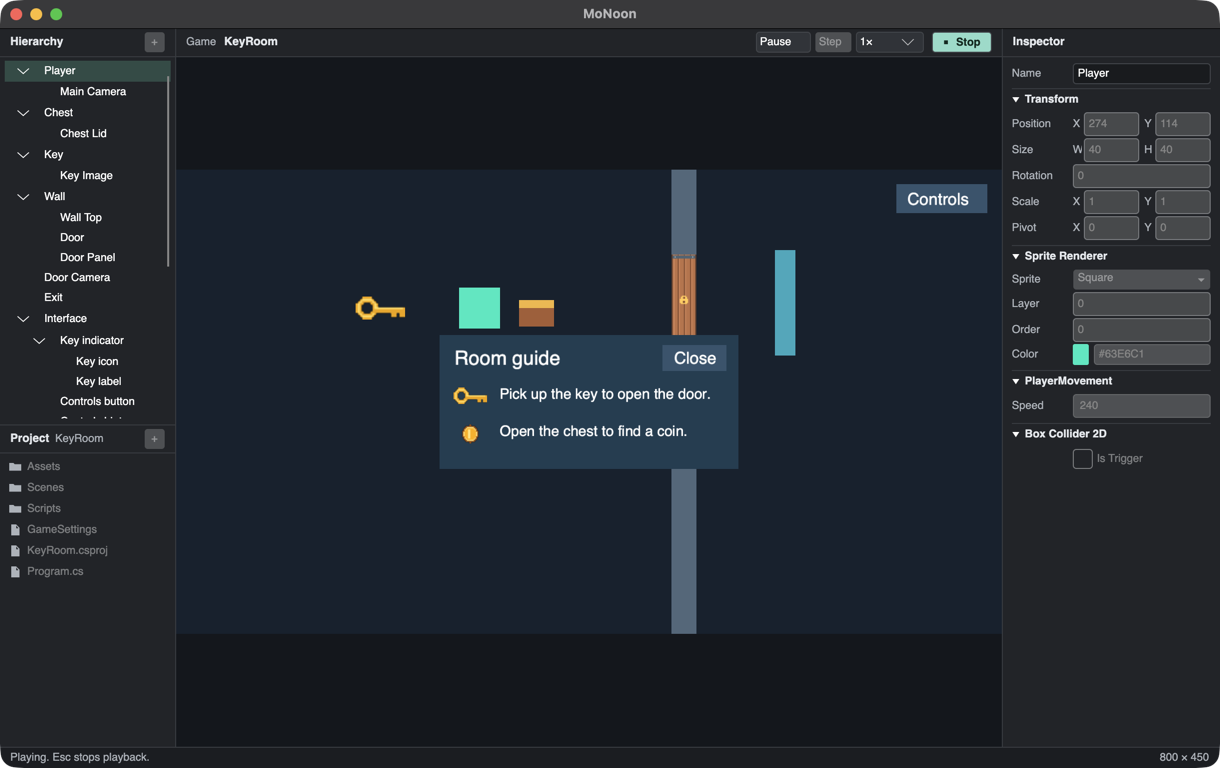 MoNoon
Hierarchy +
Game KeyRoom
Pause Step 1× Stop
Inspector
Player
Main Camera
Chest
Chest Lid
Key
Key Image
Wall
Wall Top
Door
Door Panel
Door Camera
Exit
Interface
Key indicator
Key icon
Key label
Controls button
Project KeyRoom +
Assets
Scenes
Scripts
GameSettings
KeyRoom.csproj
Program.cs
Controls
Room guide Close
Pick up the key to open the door.
Open the chest to find a coin.
Name Player
Transform
Position X 274 Y 114
Size W 40 H 40
Rotation 0
Scale X 1 Y 1
Pivot X 0 Y 0
Sprite Renderer
Sprite Square
Layer 0
Order 0
Color #63E6C1
PlayerMovement
Speed 240
Box Collider 2D
Is Trigger
Playing. Esc stops playback.
800 × 450